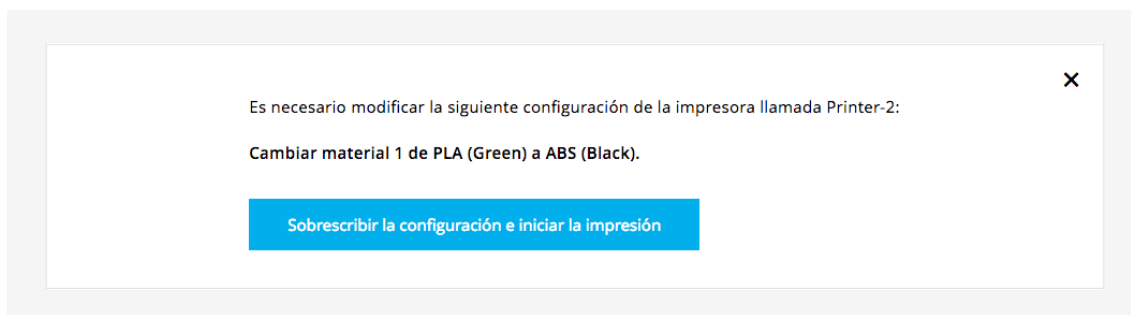 Es necesario modificar la siguiente configuración de la impresora llamada Printer-2:
Cambiar material 1 de PLA (Green) a ABS (Black).
Sobrescribir la configuración e iniciar la impresión